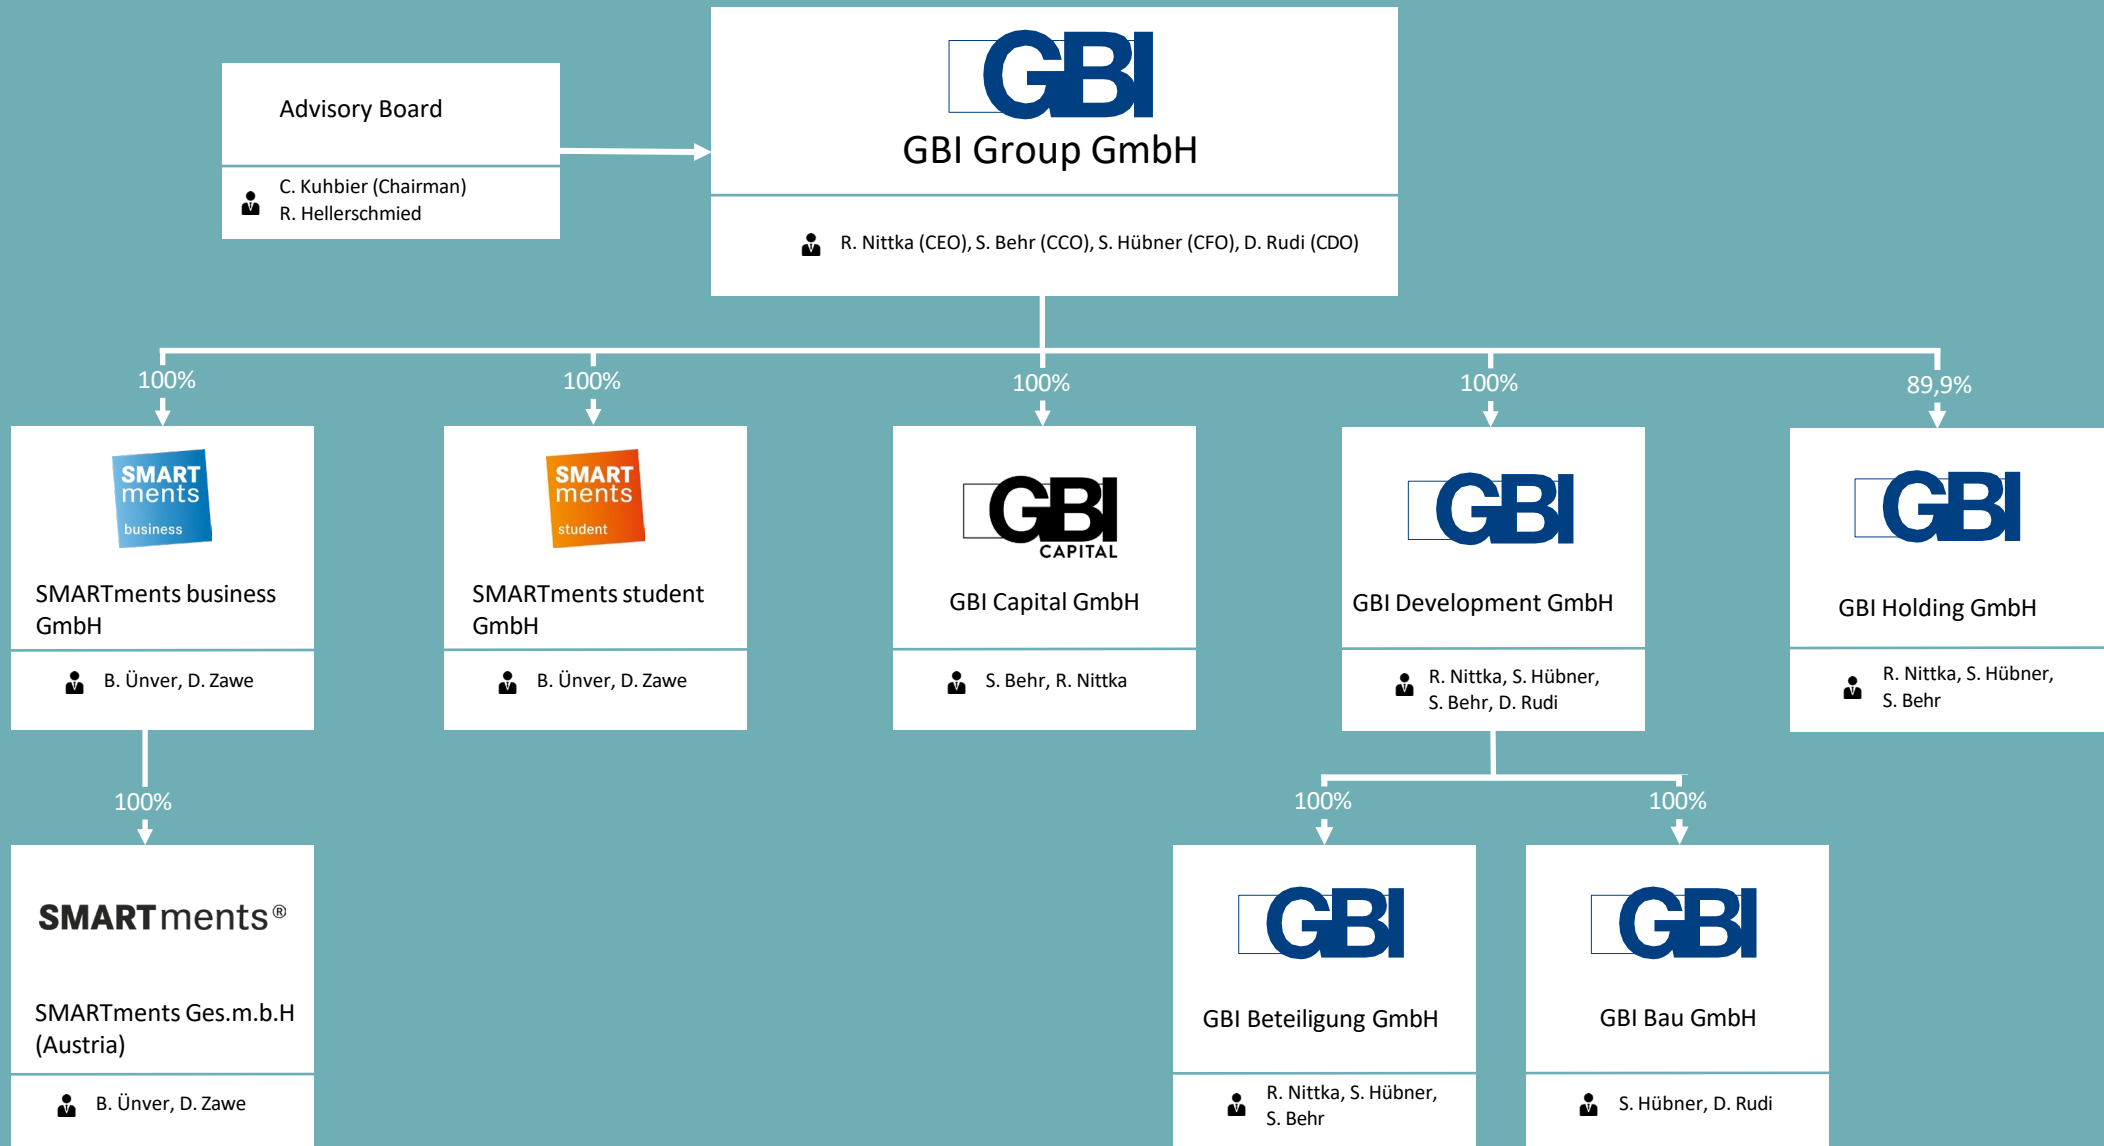 Advisory Board
C. Kuhbier (Chairman)
R. Hellerschmied
GBI
GBI Group GmbH
R. Nittka (CEO), S. Behr (CCO), S. Hübner (CFO), D. Rudi (CDO)
100%
100%
100%
100%
89,9%
SMART
ments
business
SMARTments business
GmbH
B. Ünver, D. Zawe
SMART
ments
student
SMARTments student
GmbH
B. Ünver, D. Zawe
GBI
CAPITAL
GBI Capital GmbH
S. Behr, R. Nittka
GBI
GBI Development GmbH
R. Nittka, S. Hübner,
S. Behr, D. Rudi
GBI
GBI Holding GmbH
R. Nittka, S. Hübner,
S. Behr
100%
100%
100%
SMARTments®
SMARTments Ges.m.b.H
(Austria)
B. Ünver, D. Zawe
GBI
GBI Beteiligung GmbH
R. Nittka, S. Hübner,
S. Behr
GBI
GBI Bau GmbH
S. Hübner, D. Rudi